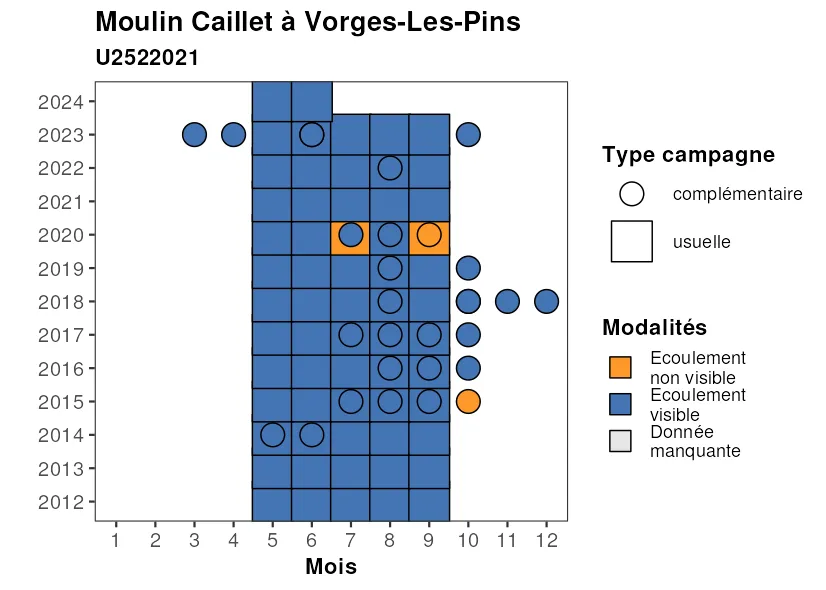 Moulin Caillet à Vorges-Les-Pins
U2522021
2024
2023
2022
2021
2020
2019
2018
2017
2016
2015
2014
2013
2012
1 2 3 4 5 6 7 8 9 10 11 12
Mois
Type campagne
complémentaire
usuelle
Modalités
Ecoulement
non visible
Ecoulement
visible
Donnée
manquante